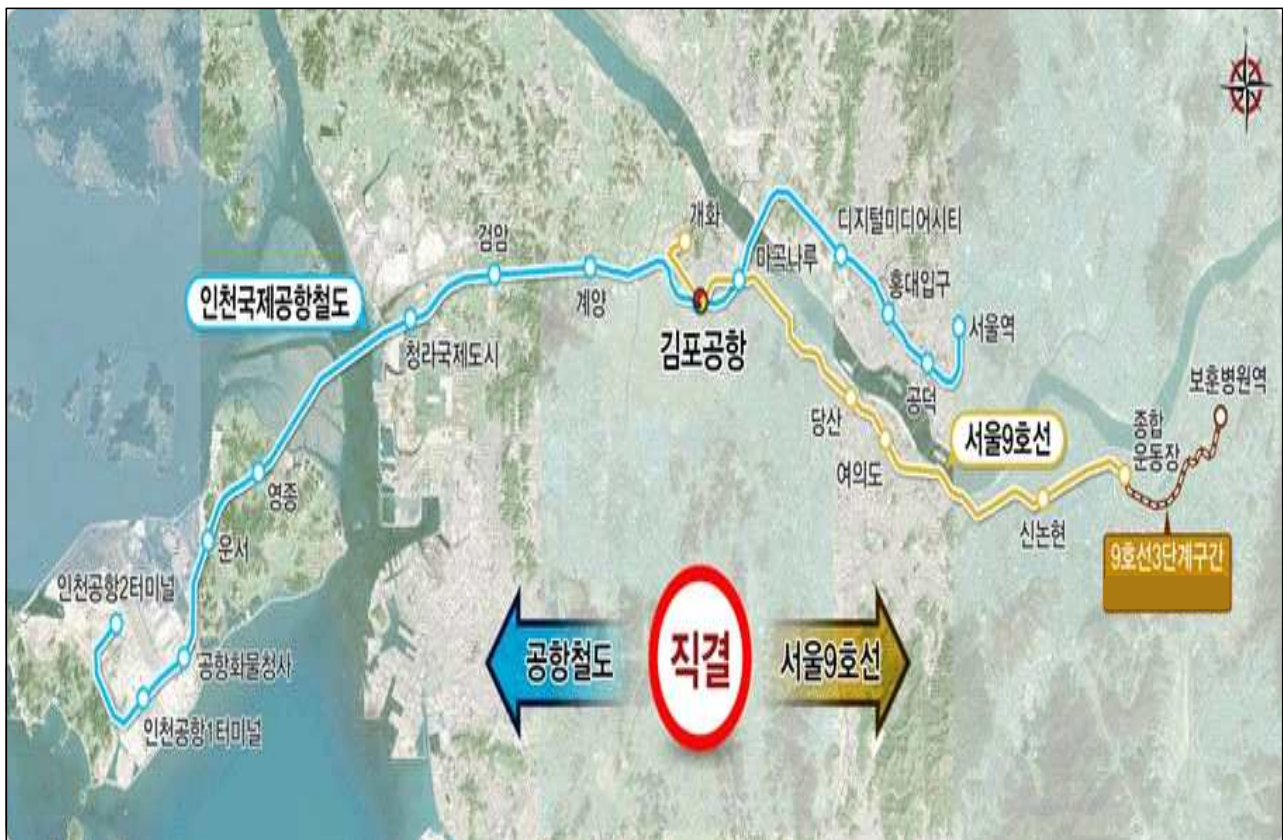 개화
디지털미디어시티
검암
마곡나루
계양
홍대입구
인천국제공항철도
서울역
청라국제도시
김포공항
공덕
보훈병원역
당산
서울9호선
종합
운동장
여의도
영종
신논현
운서
9호선3단계구간
인천공항2터미널
공항철도
직결
서울9호선
공항화물청사
인천공항1터미널